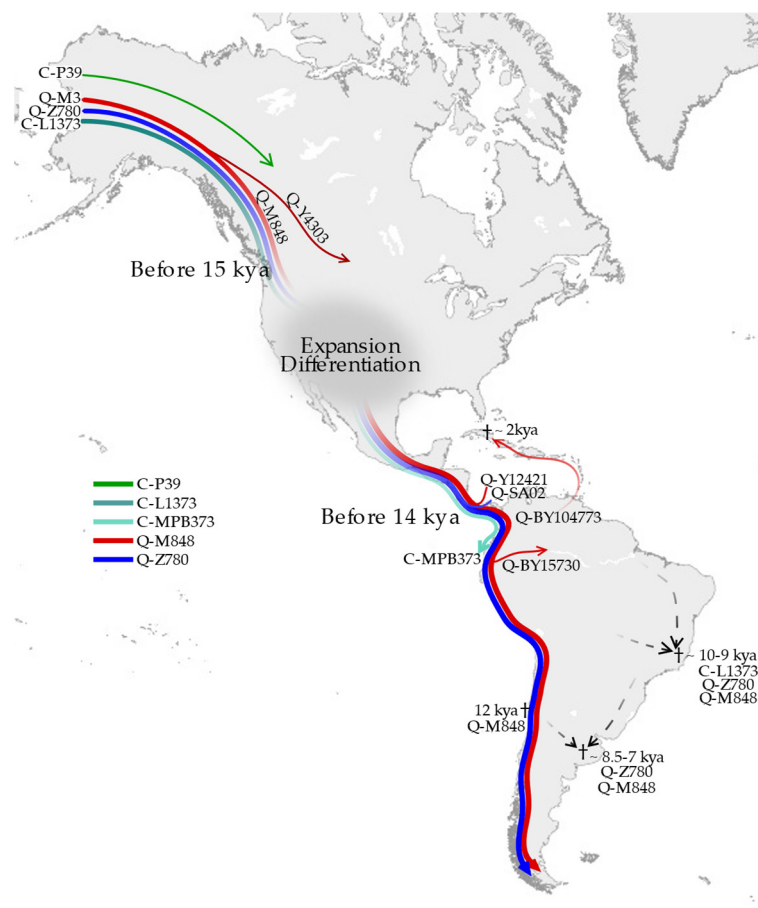 C-P39
Q-M3
Q-Z780
C-L1373
Q-M848
Q-Y4303
Before 15 kya
Expansion
Differentiation
† ~ 2kya
Q-Y12421
Q-SA02
Before 14 kya
Q-BY104773
C-MPB373
Q-BY15730
C-P39
C-L1373
C-MPB373
Q-M848
Q-Z780
† ~ 10-9 kya
C-L1373
Q-Z780
Q-M848
12 kya †
Q-M848
† ~ 8.5-7 kya
Q-Z780
Q-M848